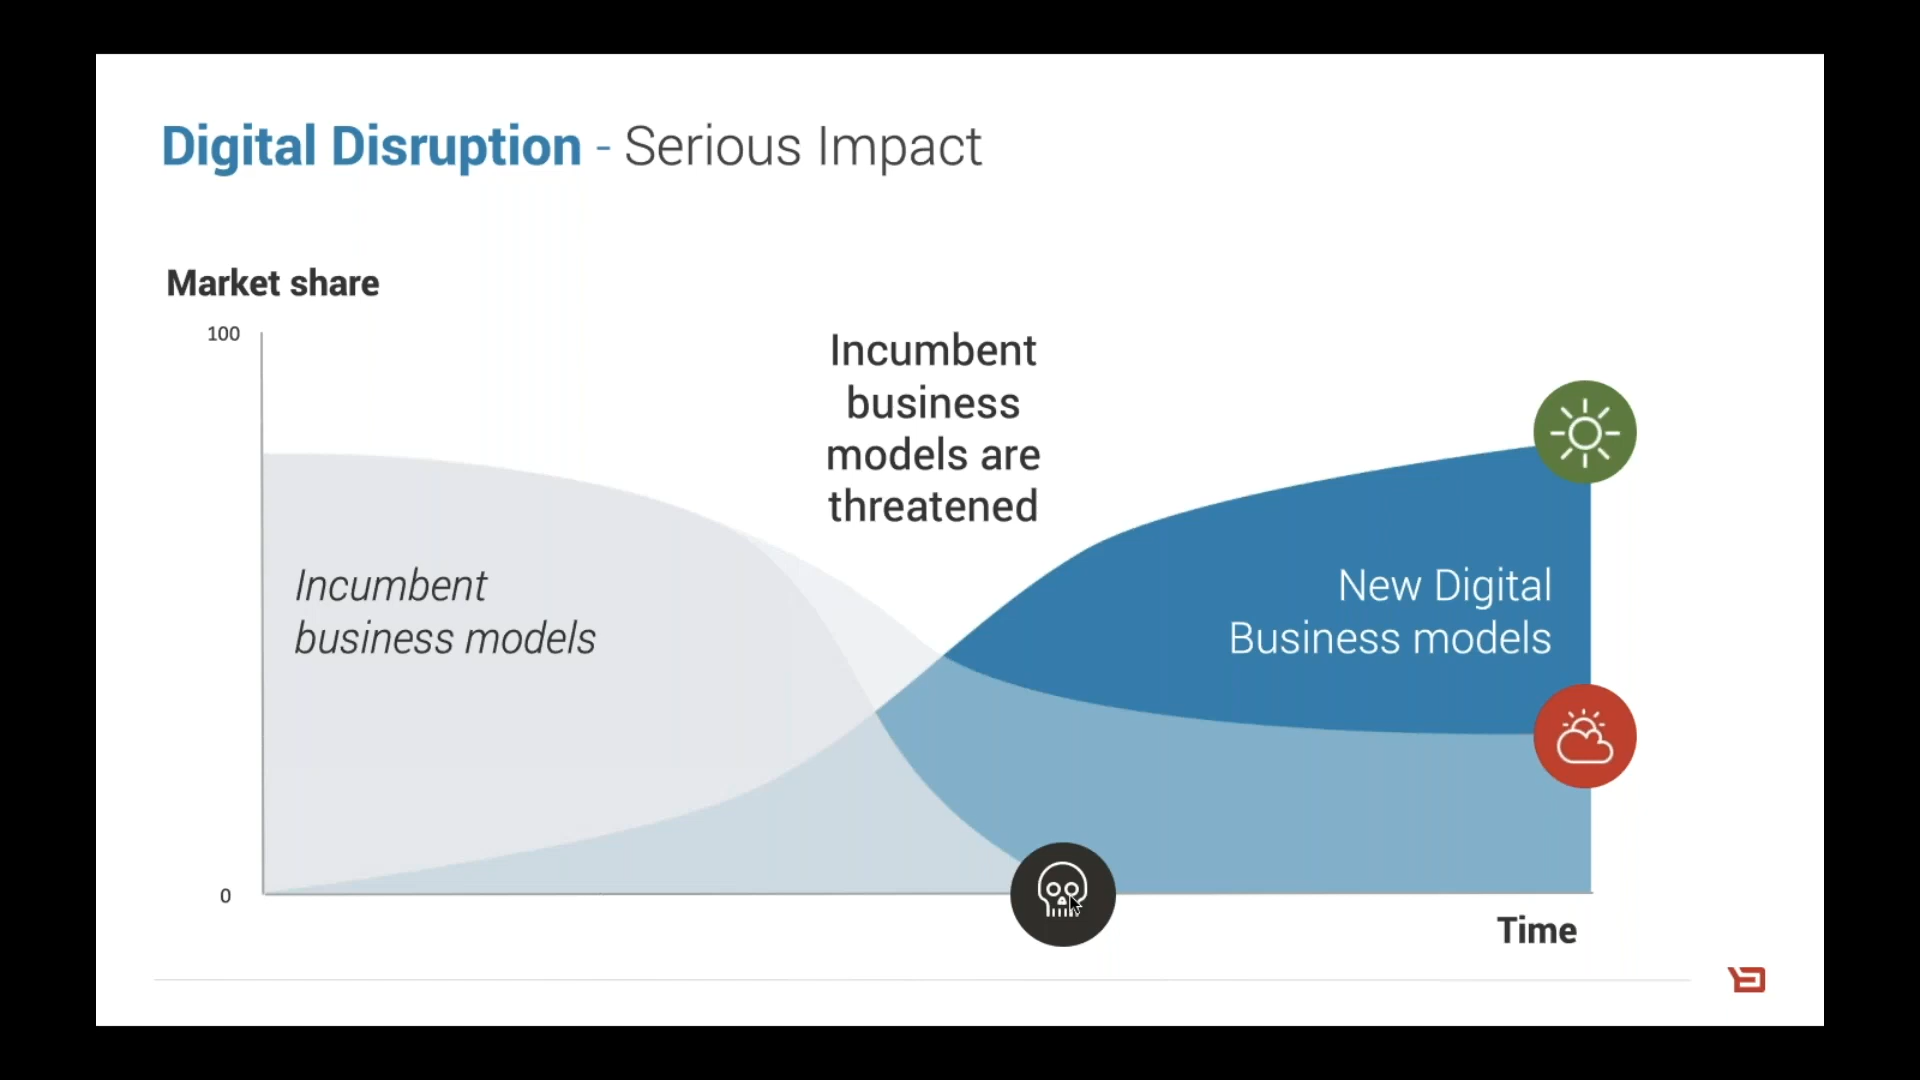 Digital Disruption - Serious Impact
Market share
100
Incumbent
business
models are
threatened
Incumbent
business models
New Digital
Business models
0
Time